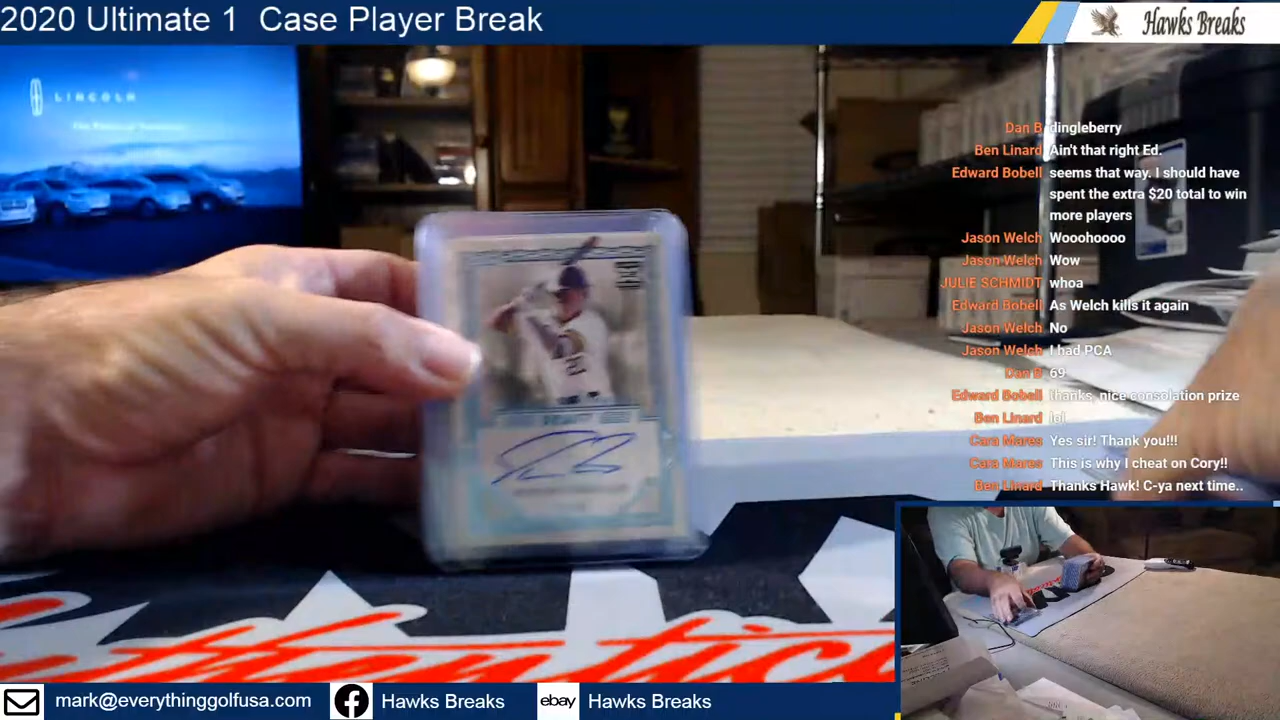 2020 Ultimate 1  Case Player Break
Hawks Breaks
LINCOLN
Dan B dingleberry
Ben Linard Ain't that right Ed.
Edward Bobell seems that way. I should have
spent the extra $20 total to win
more players
Jason Welch Wooohoooo
Jason Welch Wow
JULIE SCHMIDT whoa
Edward Bobell As Welch kills it again
Jason Welch No
Jason Welch I had PCA
Dan B 69
Edward Bobell thanks, nice consolation prize
Ben Linard lol
Cara Mares Yes sir! Thank you!!!
Cara Mares This is why I cheat on Cory!!
Ben Linard Thanks Hawk! C-ya next time..
Authentic
mark@everythinggolfusa.com
Hawks Breaks
ebay Hawks Breaks